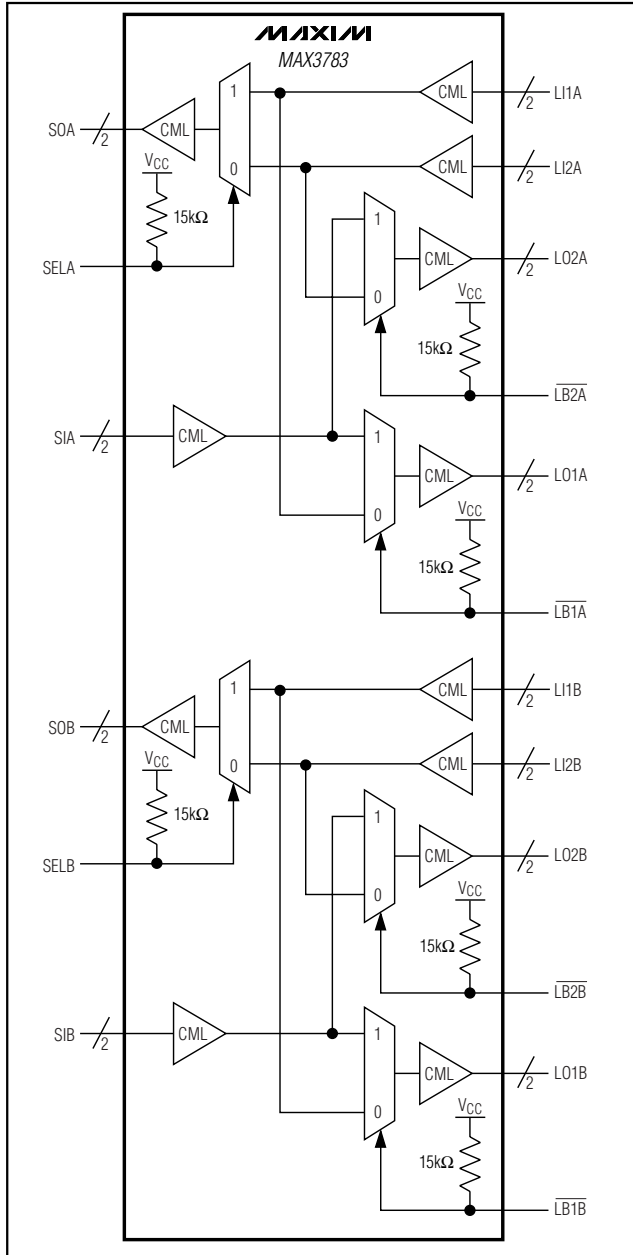 MAXIM
MAX3783
SOA
2
CML
1
0
CML
2
LI1A
CML
2
LI2A
VCC
15kΩ
SELA
1
0
CML
2
LO2A
VCC
15kΩ
LB2A
SIA
2
CML
1
0
CML
2
LO1A
VCC
15kΩ
LB1A
SOB
2
CML
1
0
CML
2
LI1B
CML
2
LI2B
VCC
15kΩ
SELB
1
0
CML
2
LO2B
VCC
15kΩ
LB2B
SIB
2
CML
1
0
CML
2
LO1B
VCC
15kΩ
LB1B